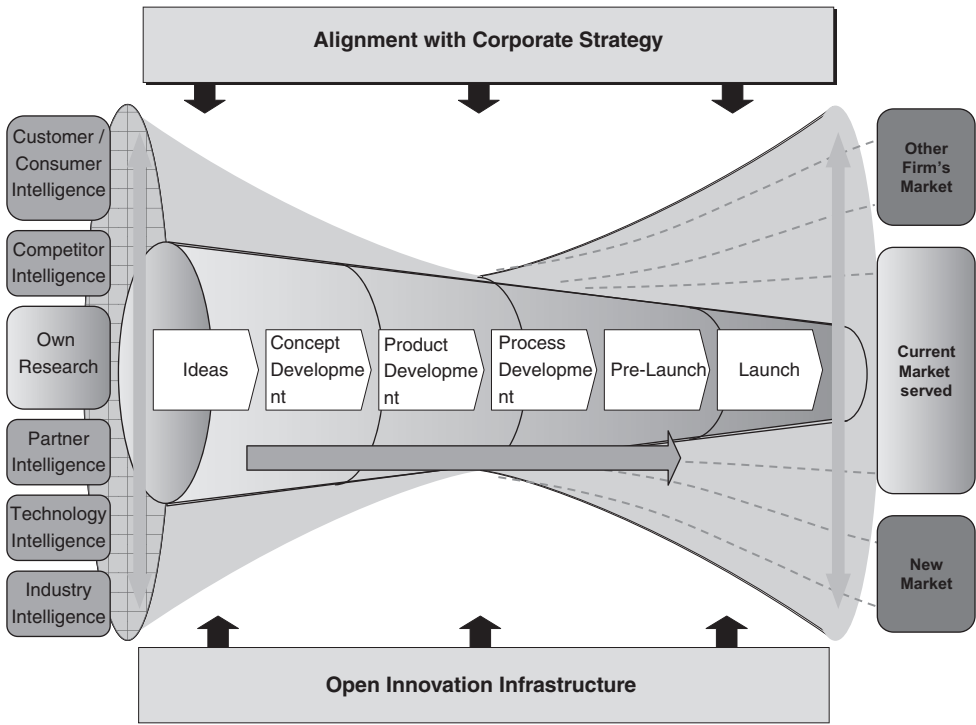 Alignment with Corporate Strategy
Customer /
Consumer
Intelligence
Competitor
Intelligence
Own
Research
Partner
Intelligence
Technology
Intelligence
Industry
Intelligence
Ideas
Concept
Developme
nt
Product
Developme
nt
Process
Developme
nt
Pre-Launch
Launch
Other
Firm's
Market
Current
Market
served
New
Market
Open Innovation Infrastructure